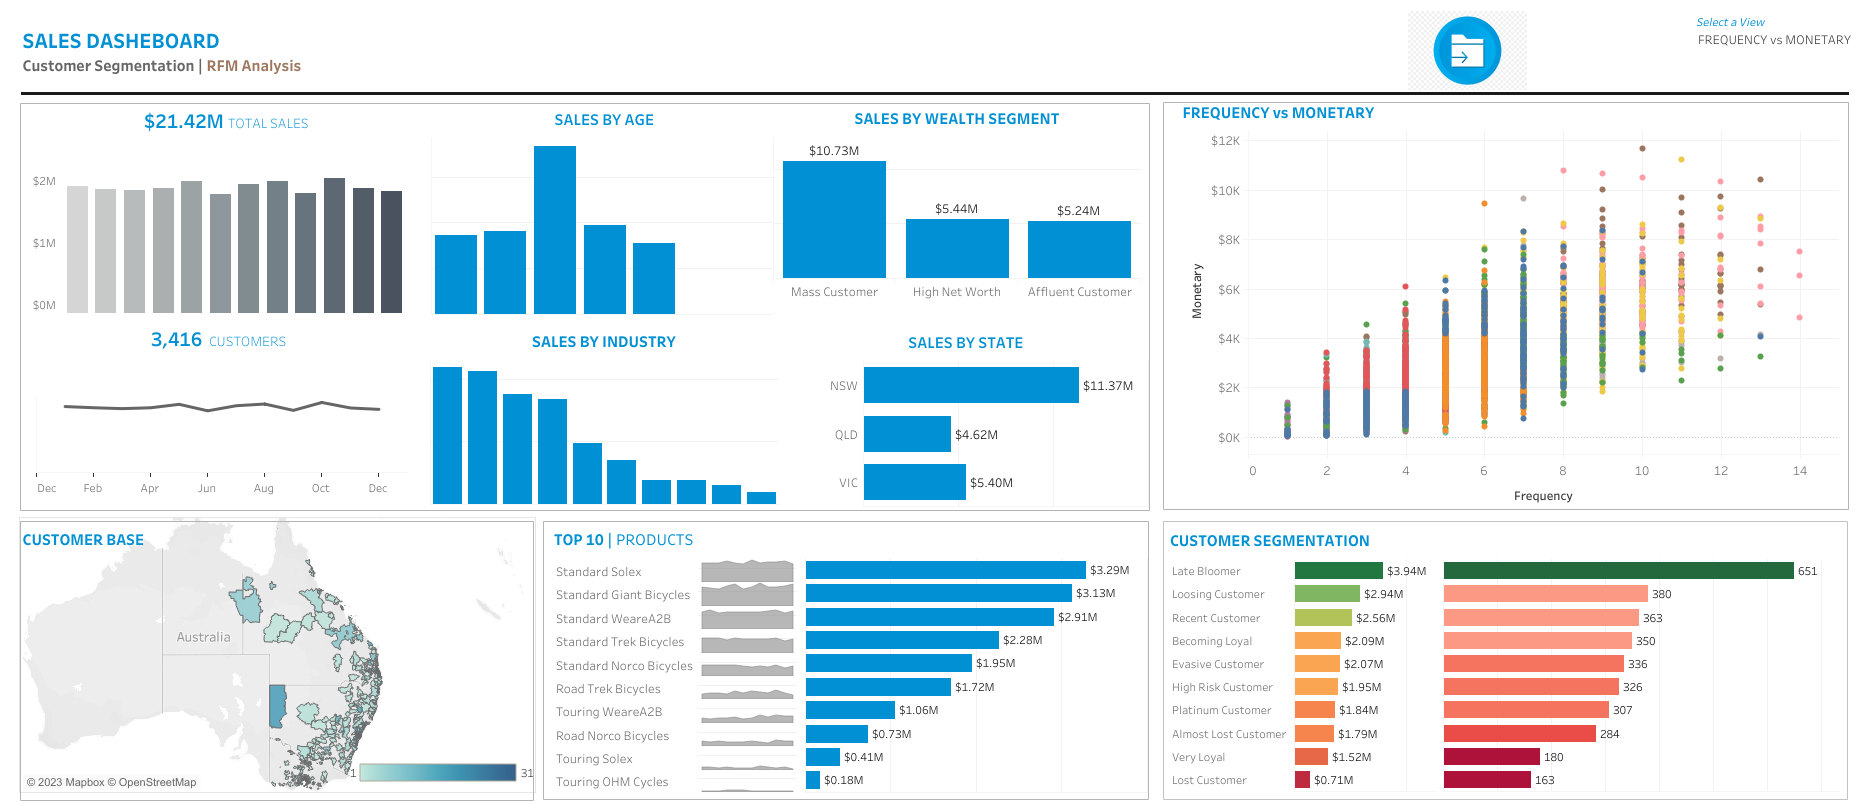 SALES DASHEBOARD
Customer Segmentation | RFM Analysis
Select a View
FREQUENCY vs MONETARY
$21.42M TOTAL SALES
$2M
$1M
$0M
3,416 CUSTOMERS
Dec Feb Apr Jun Aug Oct Dec
SALES BY AGE
SALES BY WEALTH SEGMENT
$10.73M
$5.44M
$5.24M
Mass Customer High Net Worth Affluent Customer
SALES BY INDUSTRY
SALES BY STATE
NSW $11.37M
QLD $4.62M
VIC $5.40M
FREQUENCY vs MONETARY
$12K
$10K
$8K
$6K
$4K
$2K
$0K
Monetary
0 2 4 6 8 10 12 14
Frequency
CUSTOMER BASE
Australia
1 31
© 2023 Mapbox © OpenStreetMap
TOP 10 | PRODUCTS
Standard Solex $3.29M
Standard Giant Bicycles $3.13M
Standard WeareA2B $2.91M
Standard Trek Bicycles $2.28M
Standard Norco Bicycles $1.95M
Road Trek Bicycles $1.72M
Touring WeareA2B $1.06M
Road Norco Bicycles $0.73M
Touring Solex $0.41M
Touring OHM Cycles $0.18M
CUSTOMER SEGMENTATION
Late Bloomer $3.94M 651
Loosing Customer $2.94M 380
Recent Customer $2.56M 363
Becoming Loyal $2.09M 350
Evasive Customer $2.07M 336
High Risk Customer $1.95M 326
Platinum Customer $1.84M 307
Almost Lost Customer $1.79M 284
Very Loyal $1.52M 180
Lost Customer $0.71M 163